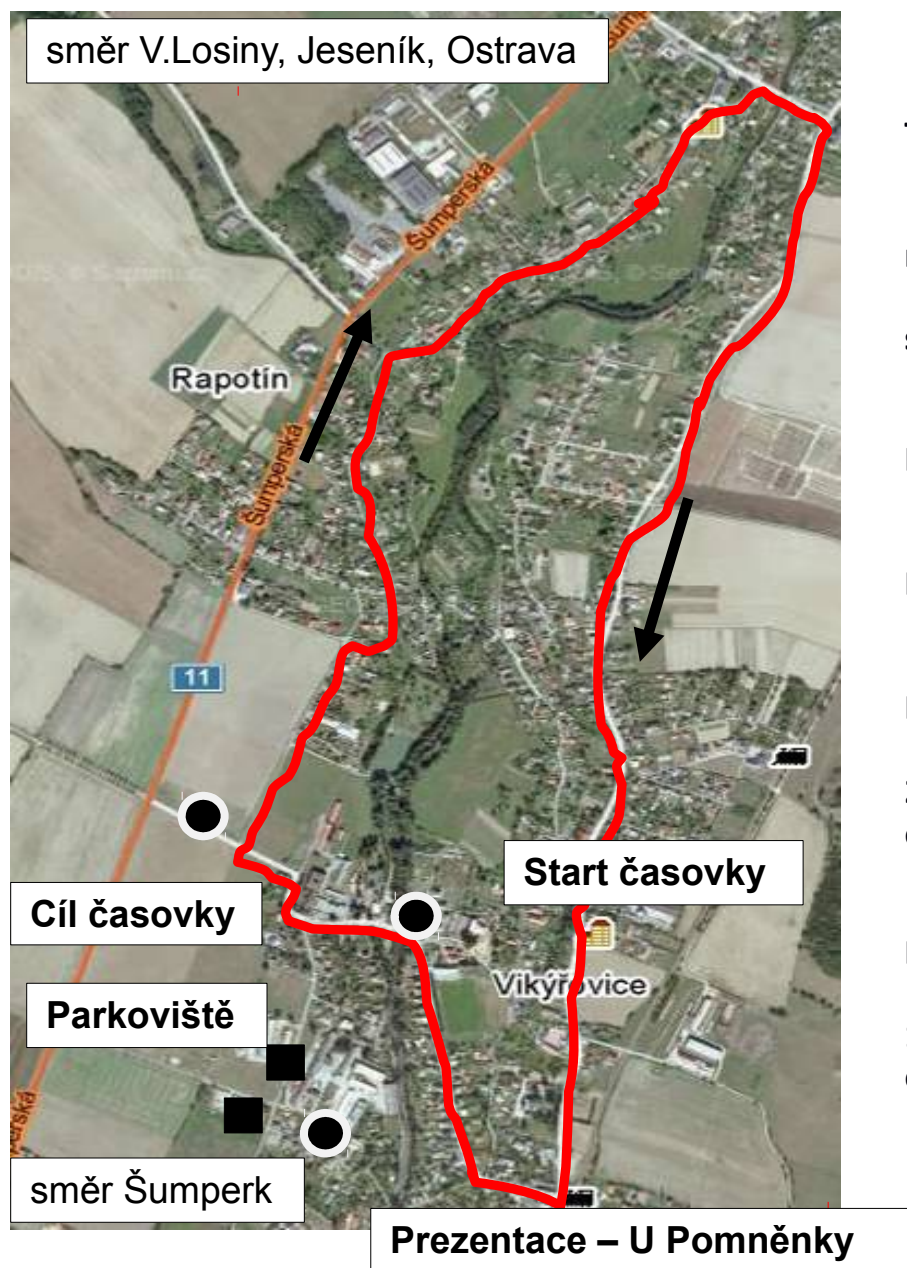 směr V.Losiny, Jeseník, Ostrava
Šumperská
Rapotín
Šumperská
11
Start časovky
Cíl časovky
Vikýřovice
Parkoviště
směr Šumperk
Prezentace – U Pomněnky